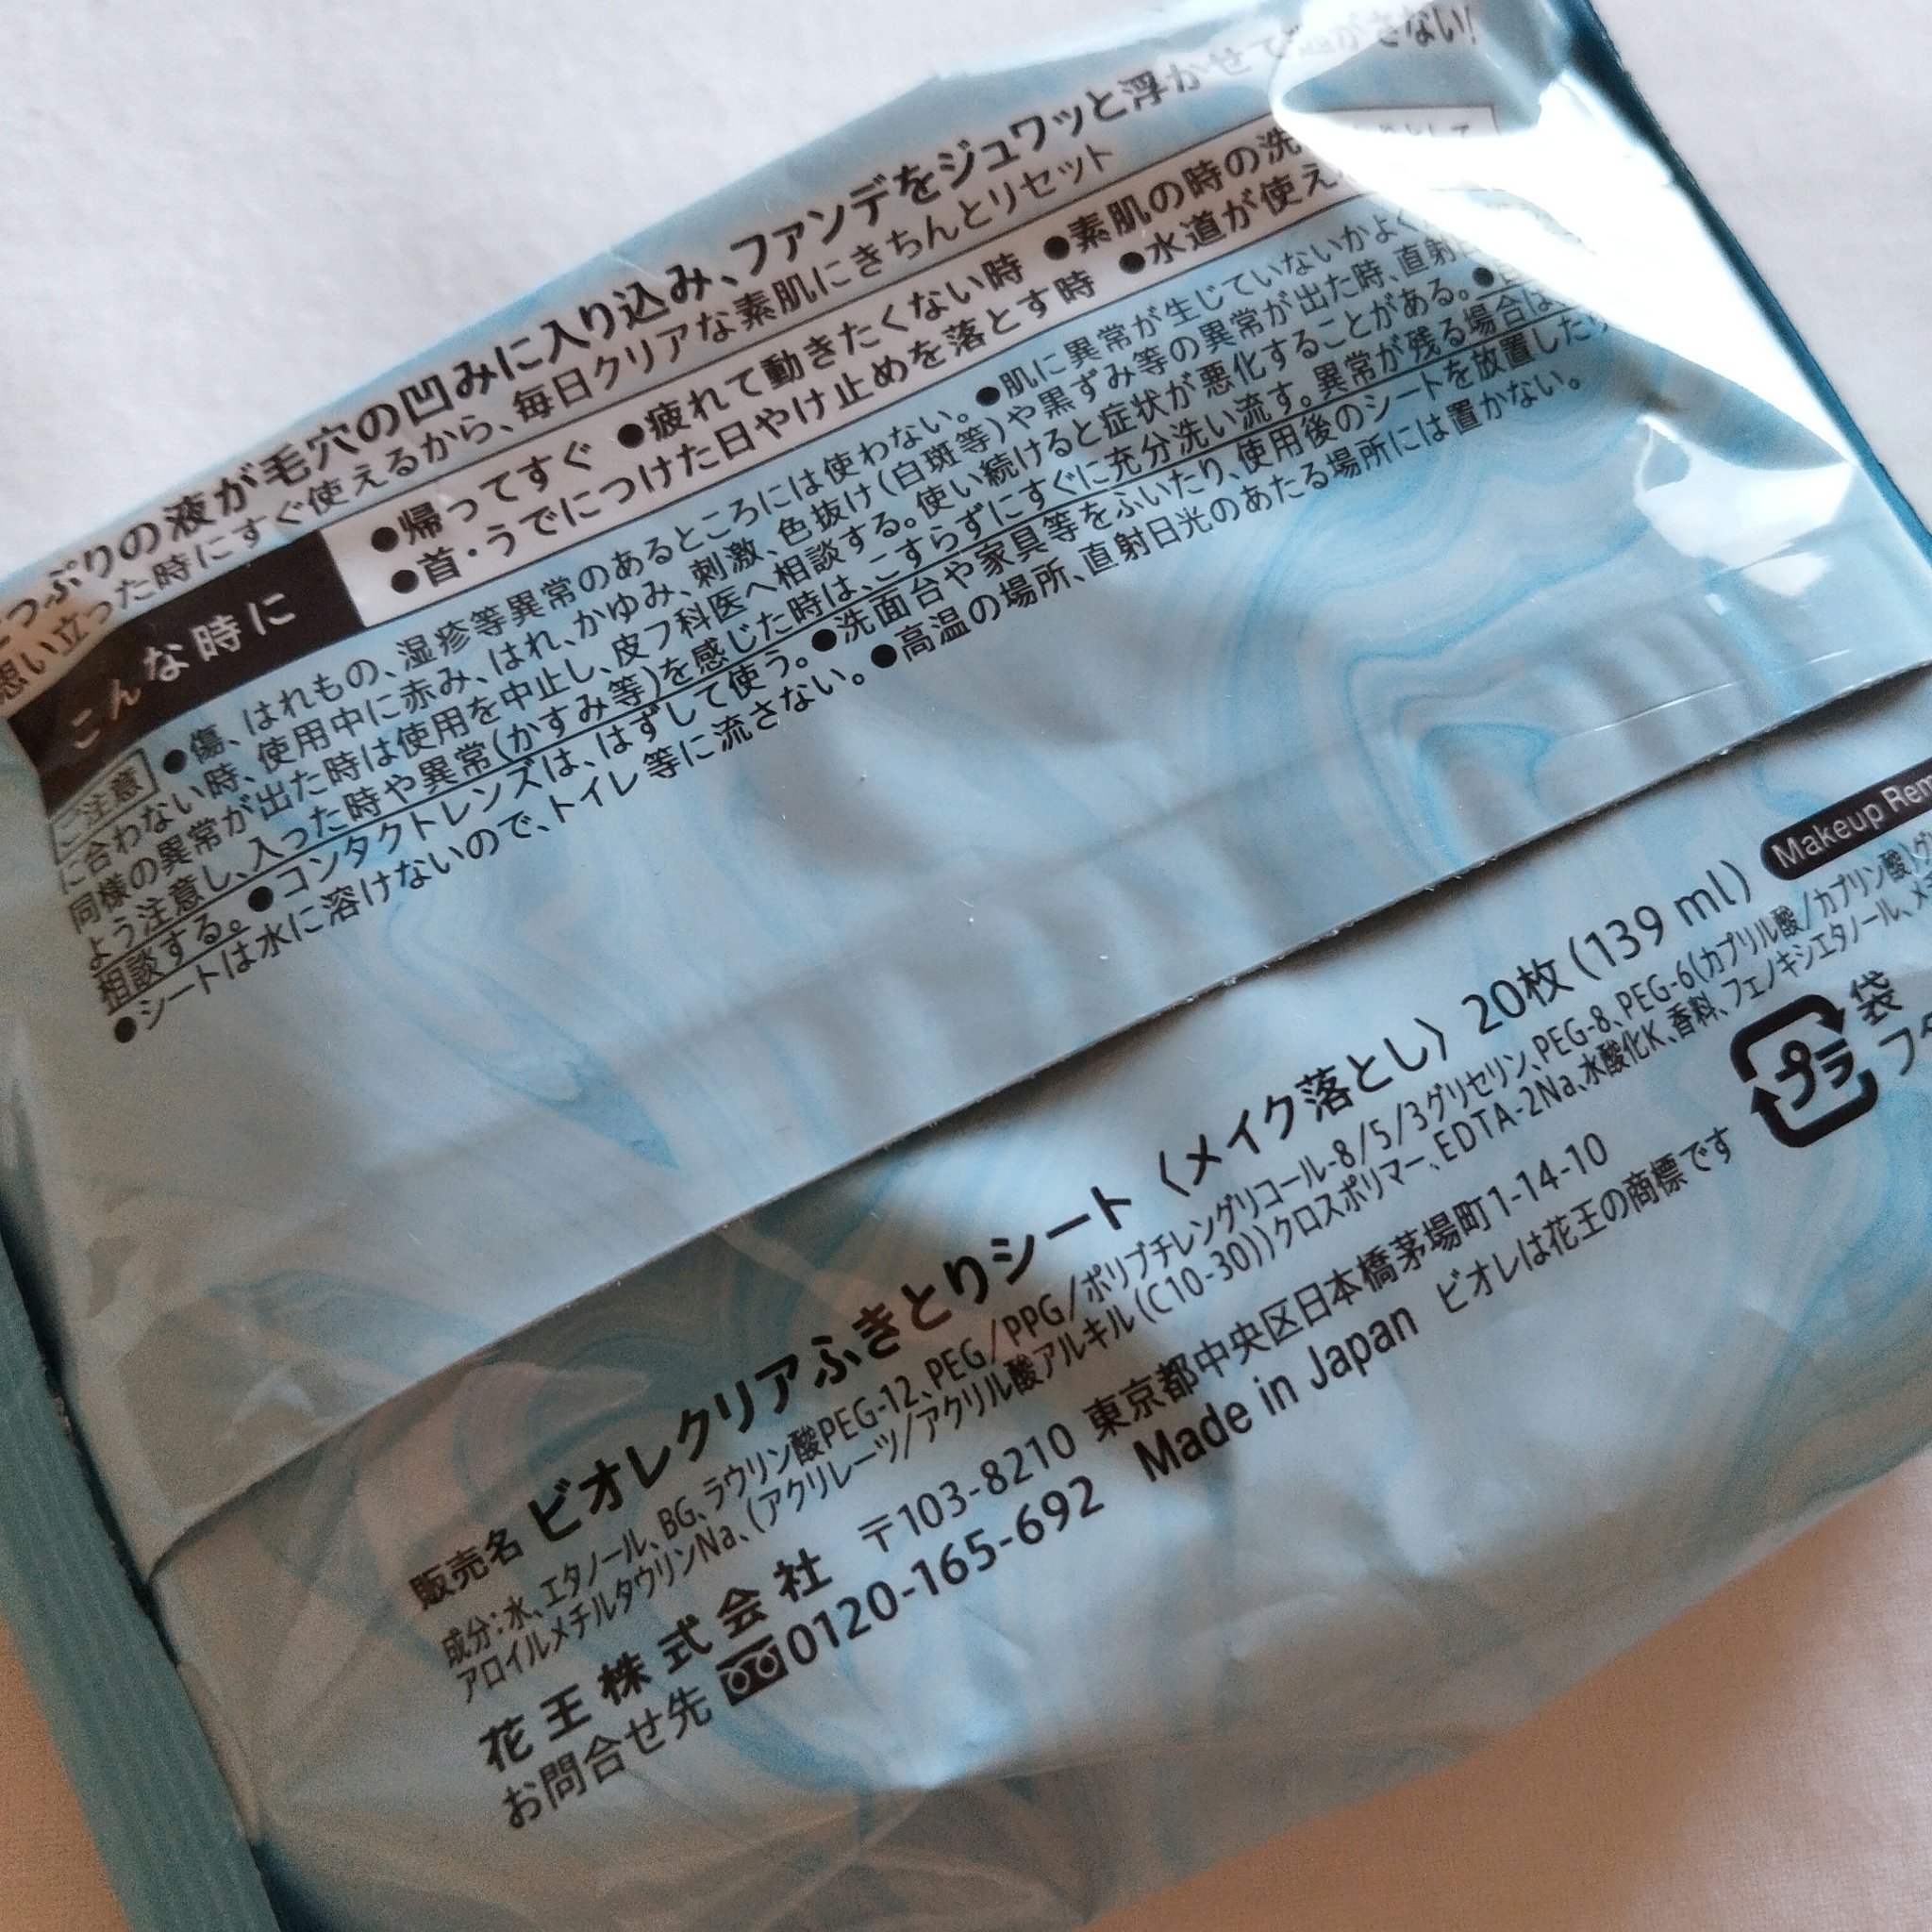 っぷりの液が毛穴の凹みに入り込み、ファンデをジュワッと浮かせて逃がさない!
思い立った時にすぐ使えるから、毎日クリアな素肌にきちんとリセット
こんな時に
●帰ってすぐ ●疲れて動きたくない時 ●素肌の時の洗 として
●首・うでにつけた日やけ止めを落とす時 ●水道が使え
ご注意 ●傷、はれもの、湿疹等異常のあるところには使わない。●肌に異常が生じていないかよく
に合わない時、使用中に赤み、はれ、かゆみ、刺激、色抜け(白斑等)や黒ずみ等の異常が出た時、直射
同様の異常が出た時は使用を中止し、皮フ科医へ相談する。使い続けると症状が悪化することがある。●
よう注意し、入った時や異常(かすみ等)を感じた時は、こすらずにすぐに充分洗い流す。異常が残る場合は
相談する。●コンタクトレンズは、はずして使う。●洗面台や家具等をふいたり、使用後のシートを放置した
●シートは水に溶けないので、トイレ等に流さない。●高温の場所、直射日光のあたる場所には置かない。
販売名 ビオレクリアふきとりシート〈メイク落とし〉20枚(139 ml) Makeup Rem
成分:水、エタノール、BG、ラウリン酸PEG-12、PEG/PPG/ポリブチレングリコール-8/5/3グリセリン、PEG-8、PEG-6(カプリル酸/カプリン酸)グ
アロイルメチルタウリンNa、(アクリレーツ/アクリル酸アルキル(C10-30))クロスポリマー、EDTA-2Na、水酸化K、香料、フェノキシエタノール、メ
花王株式会社 〒103-8210 東京都中央区日本橋茅場町1-14-10
お問合せ先 0120-165-692 Made in Japan ビオレは花王の商標です
プラ 袋
フタ